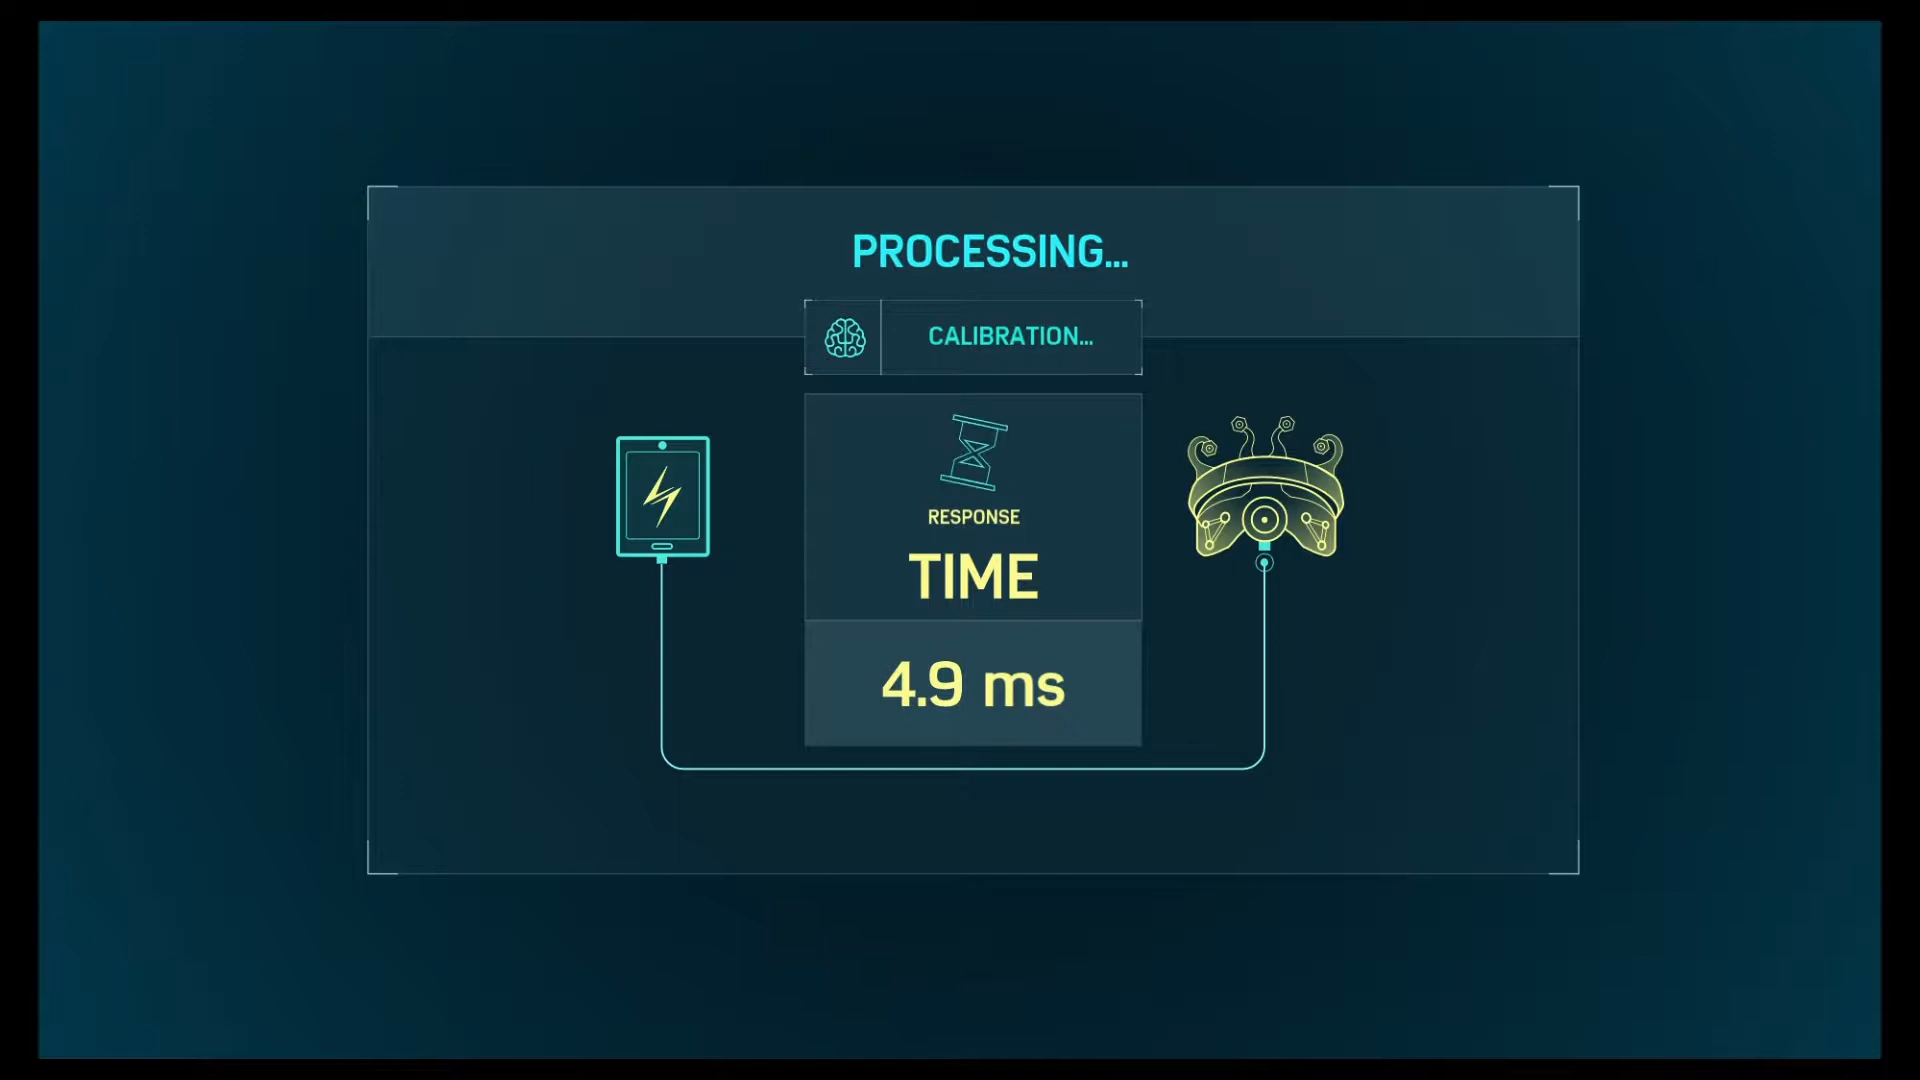 PROCESSING...
CALIBRATION...
RESPONSE
TIME
4.9 ms